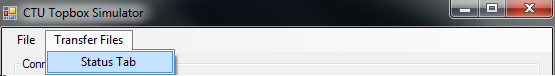 CTU Topbox Simulator
File Transfer Files
Status Tab